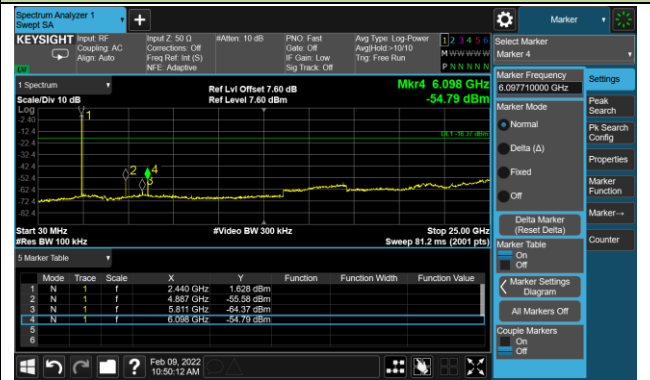 Spectrum Analyzer 1
Swept SA
Marker
KEYSIGHT
Input: RF
Coupling: AC
Align: Auto
Input Z: 50 Ω
Corrections: Off
Freq Ref: Int (S)
NFE: Adaptive
#Atten: 10 dB
PNO: Fast
Gate: Off
IF Gain: Low
Sig Track: Off
Avg Type: Log-Power
Avg|Hold:>10/10
Trig: Free Run
1 2 3 4 5 6
M W W W W W
P N N N N N
Select Marker
Marker 4
1 Spectrum
Scale/Div 10 dB
Log
Ref Lvl Offset 7.60 dB
Ref Level 7.60 dBm
Mkr4 6.098 GHz
-54.79 dBm
-2.40
-12.4
-22.4
-32.4
-42.4
-52.4
-62.4
-72.4
-82.4
1
2
3
4
DL1 -18.37 dBm
Start 30 MHz
#Res BW 100 kHz
#Video BW 300 kHz
Stop 25.00 GHz
Sweep 81.2 ms (2001 pts)
5 Marker Table
Mode Trace Scale X Y Function Function Width Function Value
1 N 1 f 2.440 GHz 1.628 dBm
2 N 1 f 4.887 GHz -55.58 dBm
3 N 1 f 5.811 GHz -64.37 dBm
4 N 1 f 6.098 GHz -54.79 dBm
5
6
Marker Frequency
6.097710000 GHz
Marker Mode
Normal
Delta (Δ)
Fixed
Off
Delta Marker
(Reset Delta)
Marker Table
On
Off
Marker Settings
Diagram
All Markers Off
Couple Markers
On
Off
Settings
Peak
Search
Pk Search
Config
Properties
Marker
Function
Marker→
Counter
?
Feb 09, 2022
10:50:12 AM